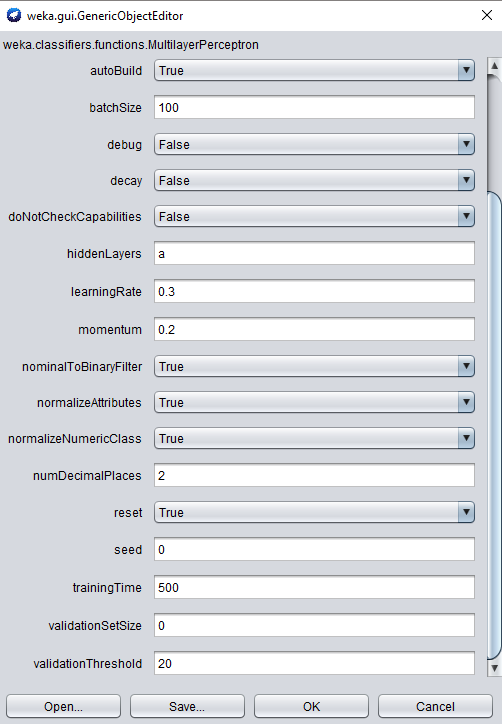 weka.gui.GenericObjectEditor
weka.classifiers.functions.MultilayerPerceptron
autoBuild True
batchSize 100
debug False
decay False
doNotCheckCapabilities False
hiddenLayers a
learningRate 0.3
momentum 0.2
nominalToBinaryFilter True
normalizeAttributes True
normalizeNumericClass True
numDecimalPlaces 2
reset True
seed 0
trainingTime 500
validationSetSize 0
validationThreshold 20
Open... Save... OK Cancel